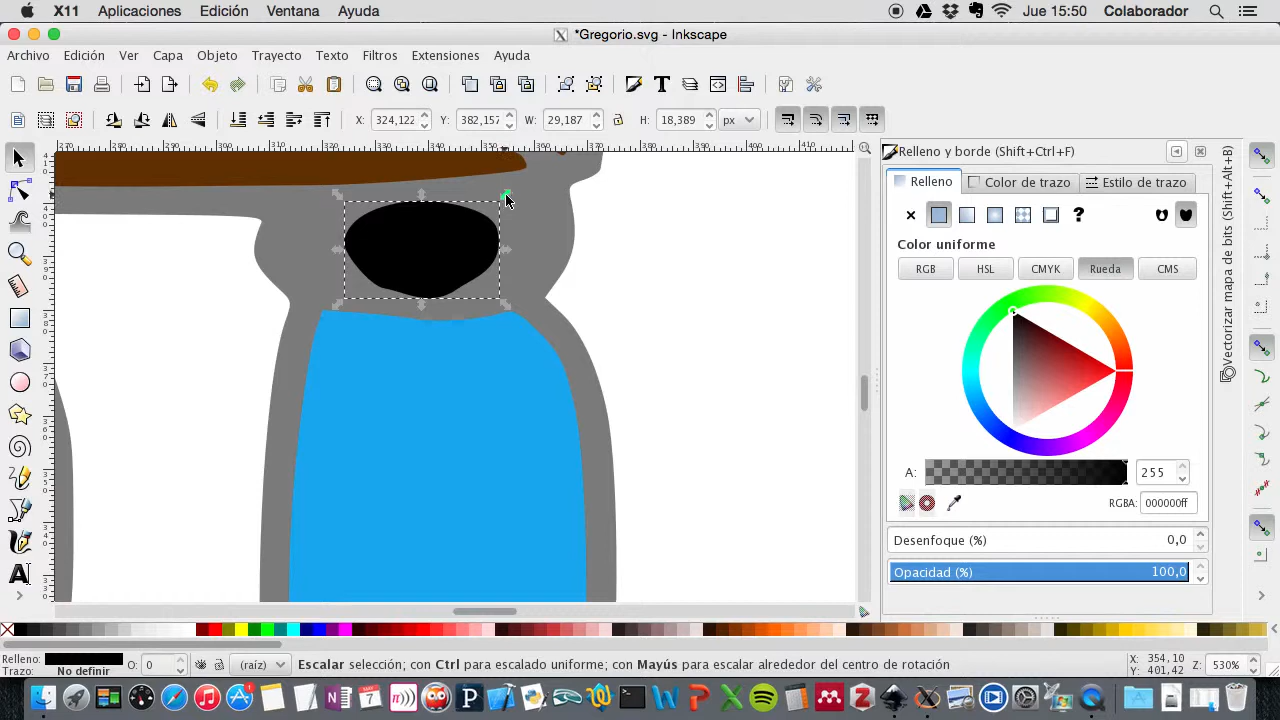 X11 Aplicaciones Edición Ventana Ayuda Jue 15:50 Colaborador
*Gregorio.svg - Inkscape
Archivo Edición Ver Capa Objeto Trayecto Texto Filtros Extensiones Ayuda
X: 324,122 Y: 382,157 W: 29,187 H: 18,389 px
Relleno y borde (Shift+Ctrl+F)
Relleno Color de trazo Estilo de trazo
Color uniforme
RGB HSL CMYK Rueda CMS
A: 255
RGBA: 000000ff
Desenfoque (%) 0,0
Opacidad (%) 100,0
Vectorizar mapa de bits (Shift+Alt+B)
Relleno:
Trazo: No definir
O: 0 (raíz) Escalar selección; con Ctrl para escalado uniforme; con Mayús para escalar alrededor del centro de rotación
X: 354,10
Y: 401,42
Z: 530%